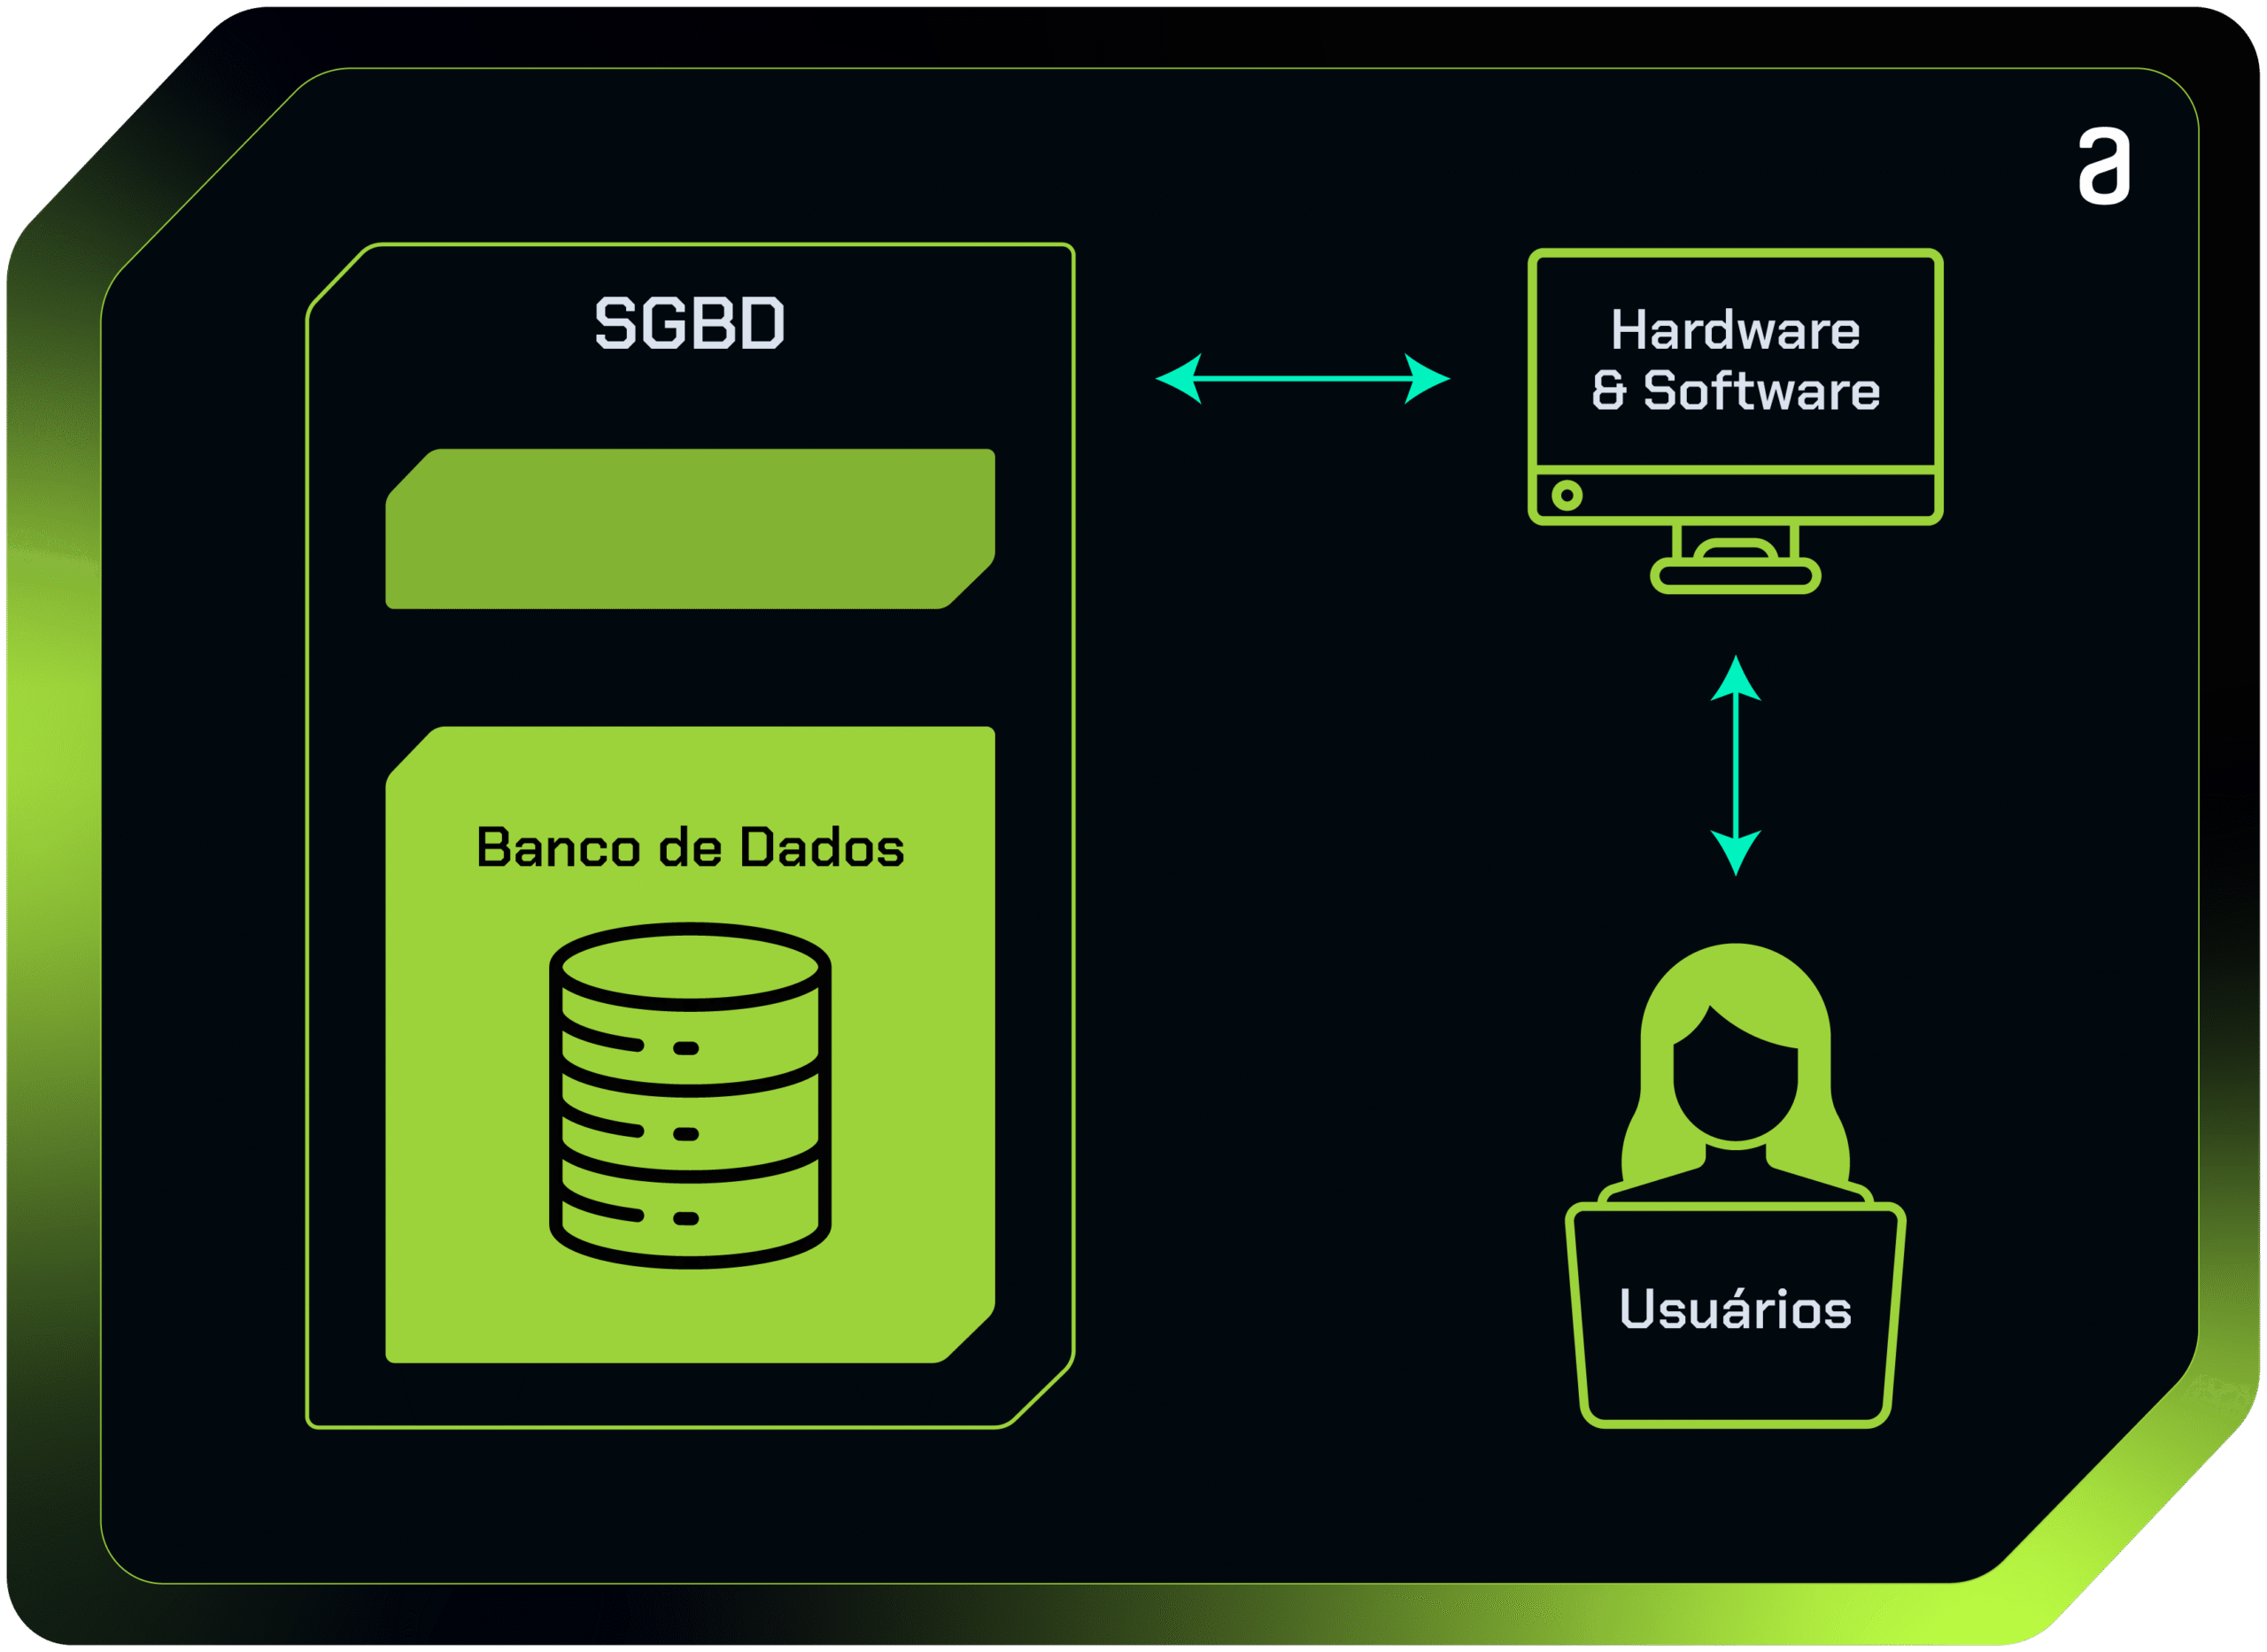 a
SGBD
Hardware
& Software
Banco de Dados
Usuários